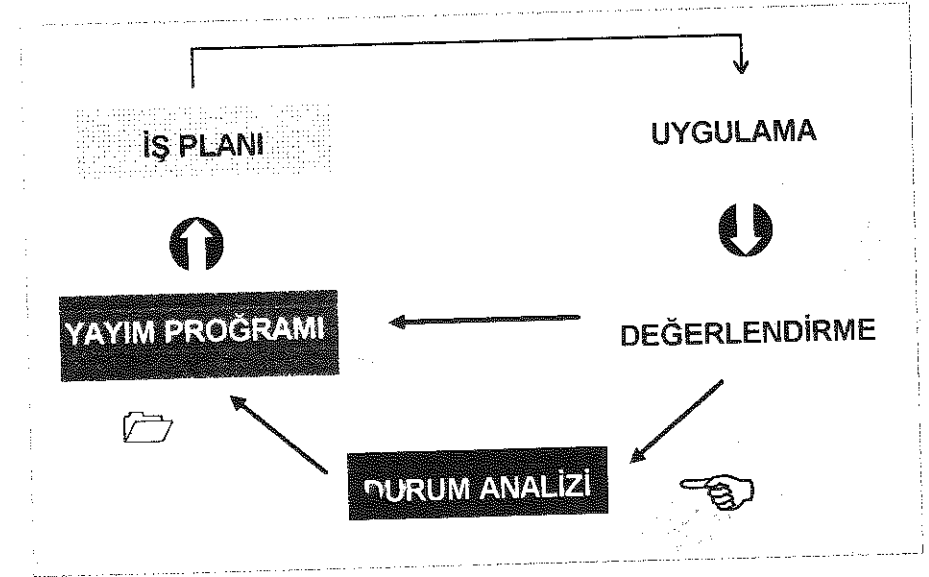 İŞ PLANI
UYGULAMA
YAYIM PROĞRAMI
DEĞERLENDİRME
DURUM ANALİZİ